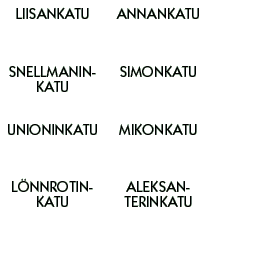 LIISANKATU ANNANKATU
SNELLMANIN- SIMONKATU
KATU
UNIONINKATU MIKONKATU
LÖNNROTIN- ALEKSAN-
KATU TERINKATU